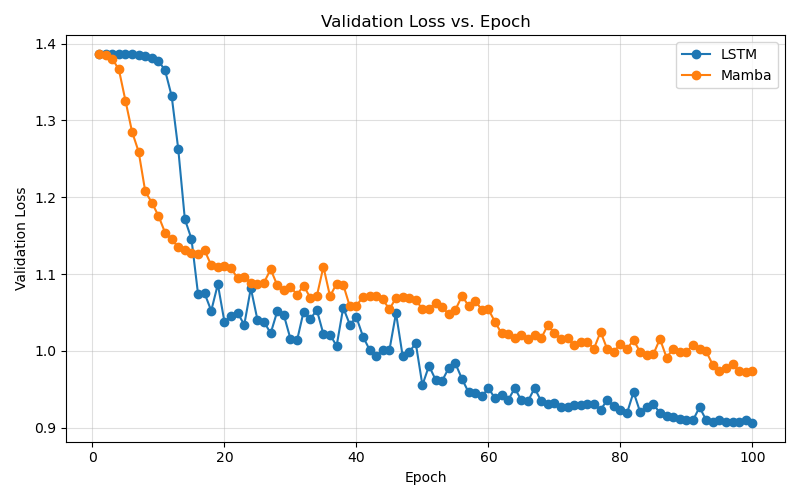 Validation Loss vs. Epoch
LSTM
Mamba
Validation Loss
1.4
1.3
1.2
1.1
1.0
0.9
0 20 40 60 80 100
Epoch